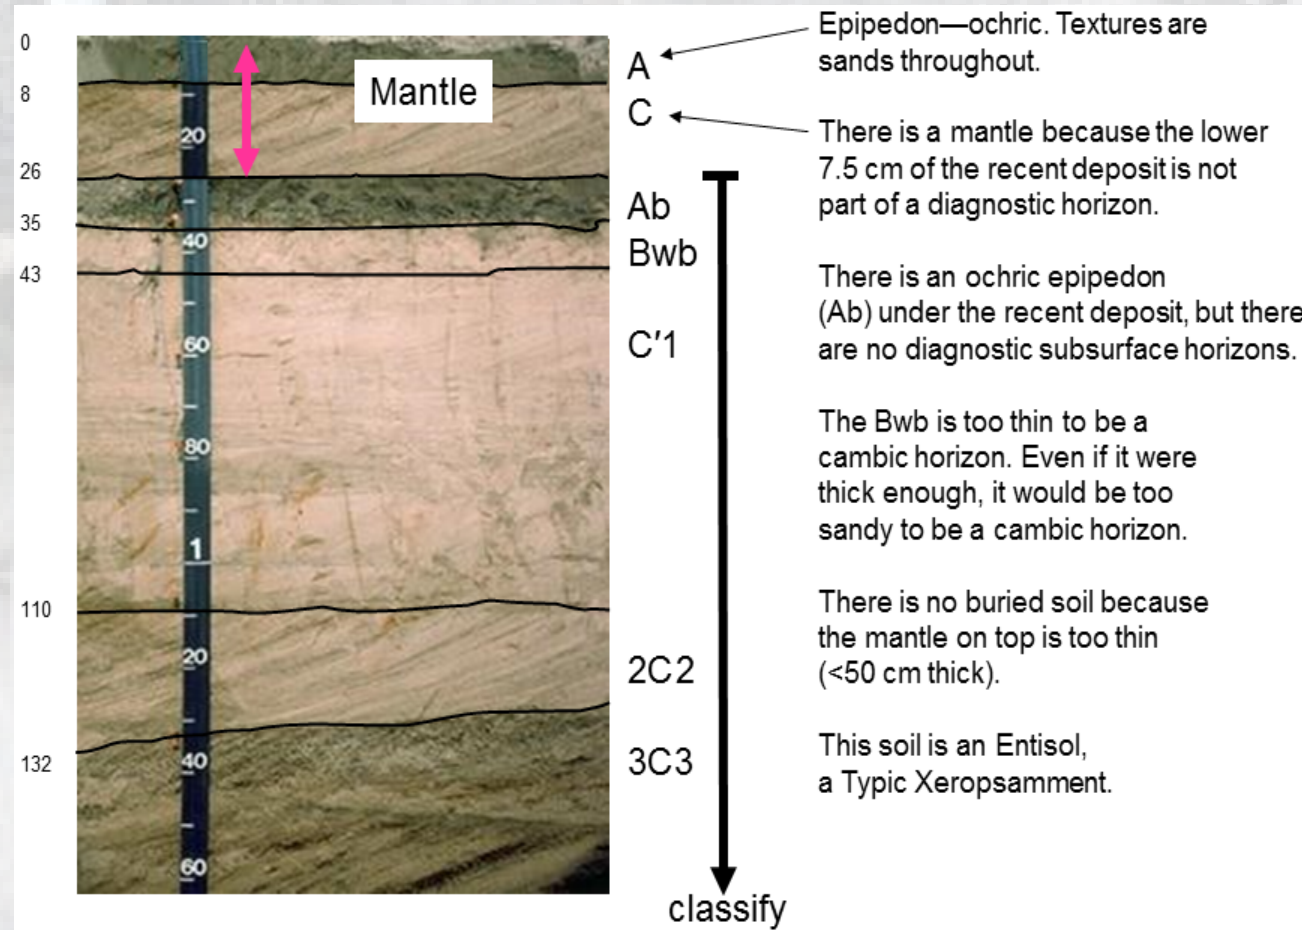 0
8
26
35
43
110
132
Mantle
20
40
60
80
1
20
40
60
A
C
Ab
Bwb
C'1
2C2
3C3
classify
Epipedon—ochric. Textures are
sands throughout.
There is a mantle because the lower
7.5 cm of the recent deposit is not
part of a diagnostic horizon.
There is an ochric epipedon
(Ab) under the recent deposit, but there
are no diagnostic subsurface horizons.
The Bwb is too thin to be a
cambic horizon. Even if it were
thick enough, it would be too
sandy to be a cambic horizon.
There is no buried soil because
the mantle on top is too thin
(<50 cm thick).
This soil is an Entisol,
a Typic Xeropsamment.